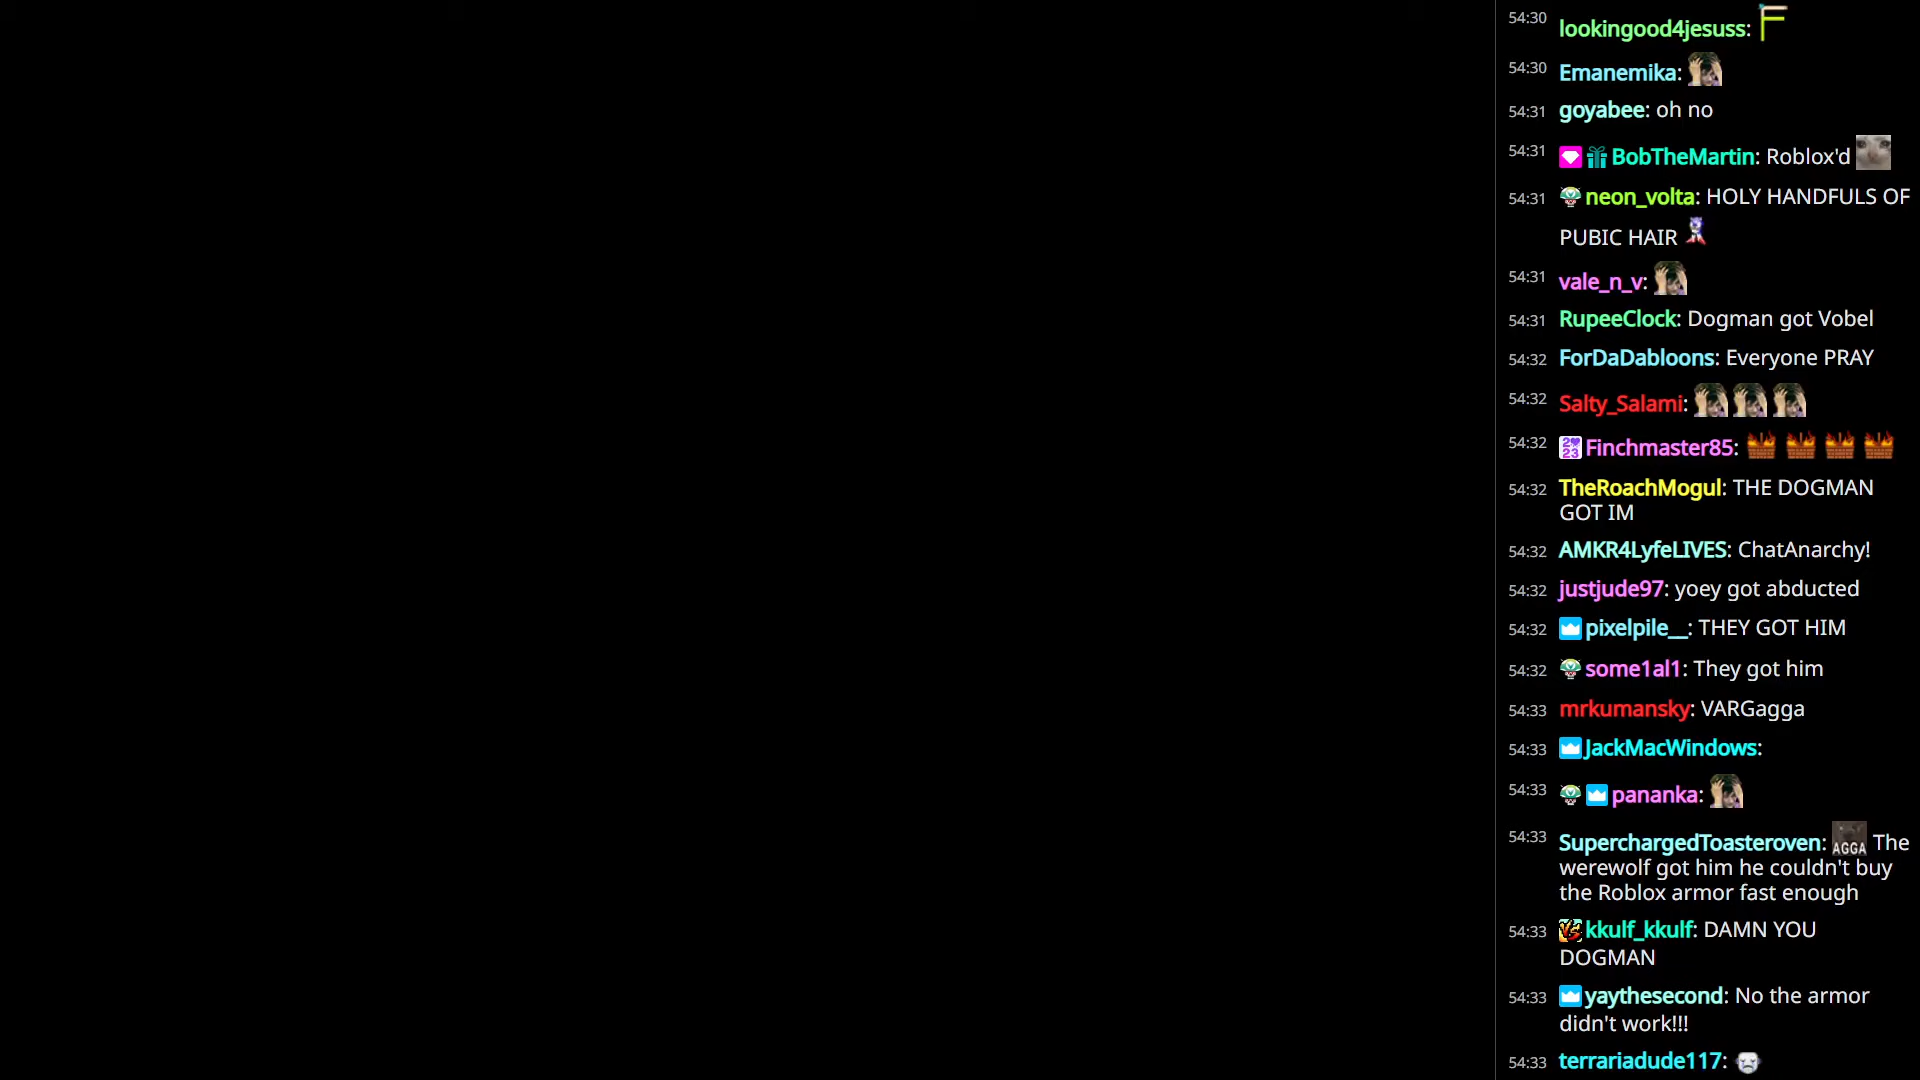 54:30 lookingood4jesuss:
54:30 Emanemika:
54:31 goyabee: oh no
54:31 BobTheMartin: Roblox'd
54:31 neon_volta: HOLY HANDFULS OF
PUBIC HAIR
54:31 vale_n_v:
54:31 RupeeClock: Dogman got Vobel
54:32 ForDaDabloons: Everyone PRAY
54:32 Salty_Salami:
54:32 Finchmaster85:
54:32 TheRoachMogul: THE DOGMAN
GOT IM
54:32 AMKR4LyfeLIVES: ChatAnarchy!
54:32 justjude97: yoey got abducted
54:32 pixelpile__: THEY GOT HIM
54:32 some1al1: They got him
54:33 mrkumansky: VARGagga
54:33 JackMacWindows:
54:33 pananka:
54:33 SuperchargedToasteroven: AGGA The
werewolf got him he couldn't buy
the Roblox armor fast enough
54:33 kkulf_kkulf: DAMN YOU
DOGMAN
54:33 yaythesecond: No the armor
didn't work!!!
54:33 terrariadude117: